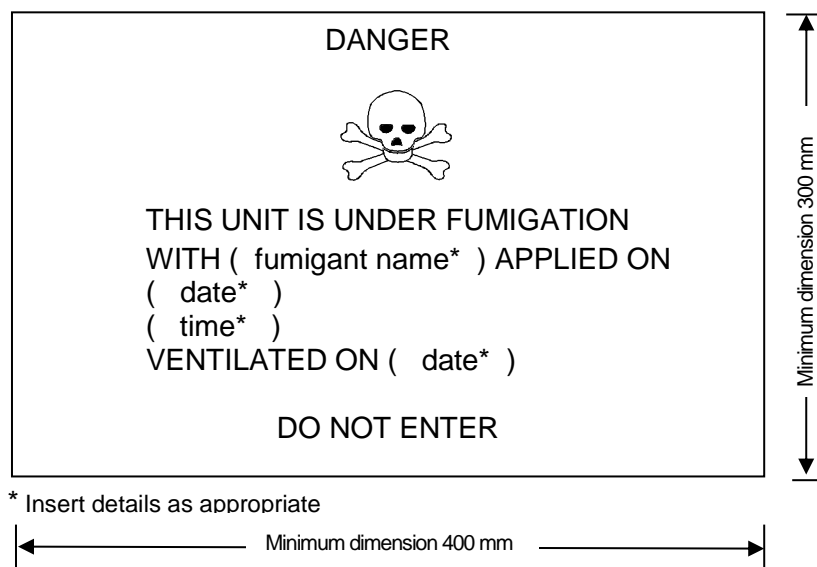 DANGER
THIS UNIT IS UNDER FUMIGATION
WITH ( fumigant name* ) APPLIED ON
( date* )
( time* )
VENTILATED ON ( date* )
DO NOT ENTER
Minimum dimension 300 mm
* Insert details as appropriate
Minimum dimension 400 mm